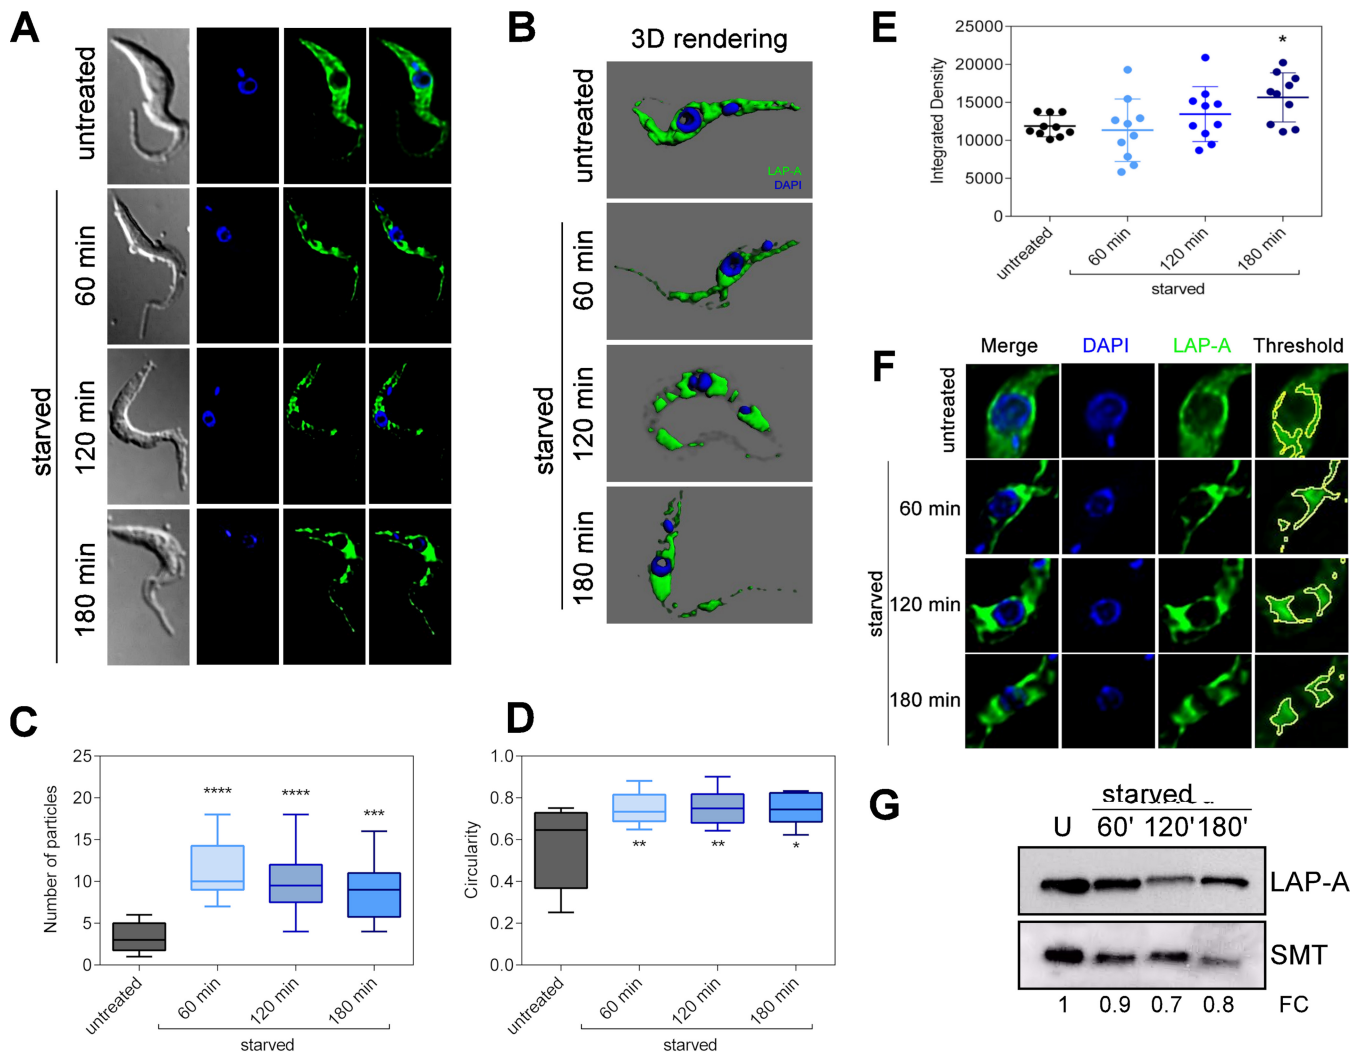 A
untreated
60 min
120 min
180 min
starved
B
3D rendering
untreated
LAP-A
DAPI
60 min
120 min
180 min
starved
E
Integrated Density
25000
20000
15000
10000
5000
0
*
untreated
60 min
120 min
180 min
starved
F
Merge
DAPI
LAP-A
Threshold
untreated
60 min
120 min
180 min
starved
C
Number of particles
25
20
15
10
5
0
****
****
***
untreated
60 min
120 min
180 min
starved
D
Circularity
1.0
0.8
0.6
0.4
0.2
0.0
**
**
*
untreated
60 min
120 min
180 min
starved
G
starved
U 60' 120' 180'
LAP-A
SMT
1 0.9 0.7 0.8 FC